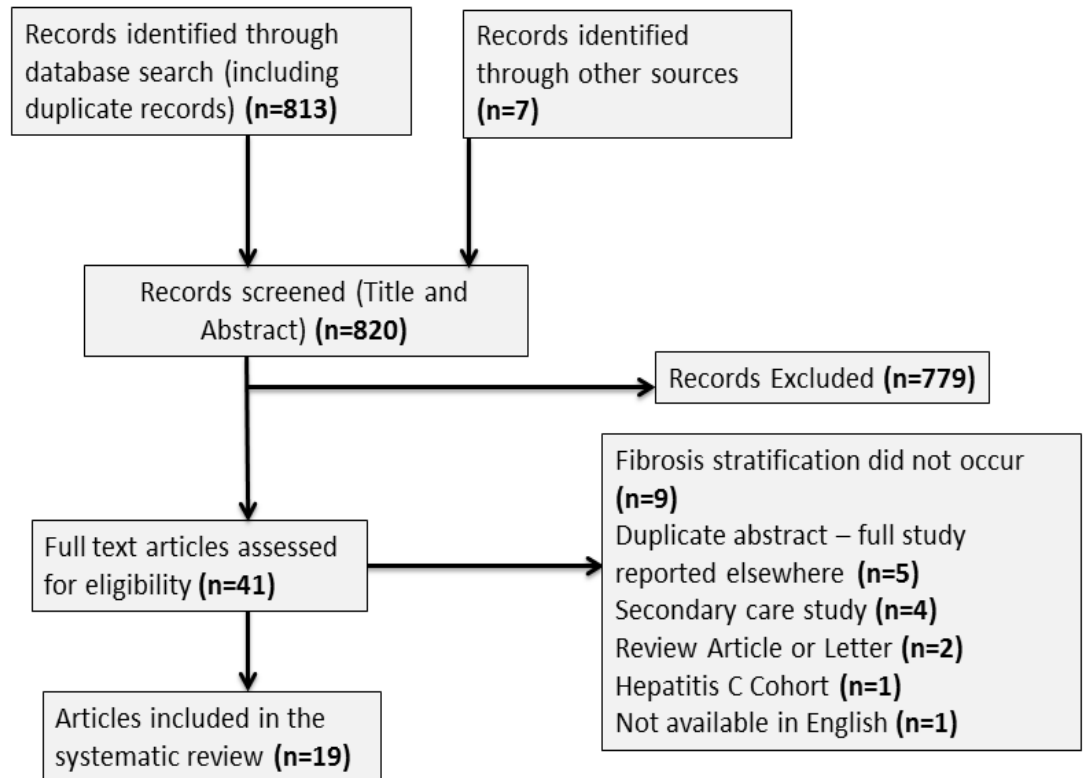 Records identified through
database search (including
duplicate records) (n=813)
Records identified
through other sources
(n=7)
Records screened (Title and
Abstract) (n=820)
Records Excluded (n=779)
Full text articles assessed
for eligibility (n=41)
Fibrosis stratification did not occur
(n=9)
Duplicate abstract – full study
reported elsewhere (n=5)
Secondary care study (n=4)
Review Article or Letter (n=2)
Hepatitis C Cohort (n=1)
Not available in English (n=1)
Articles included in the
systematic review (n=19)